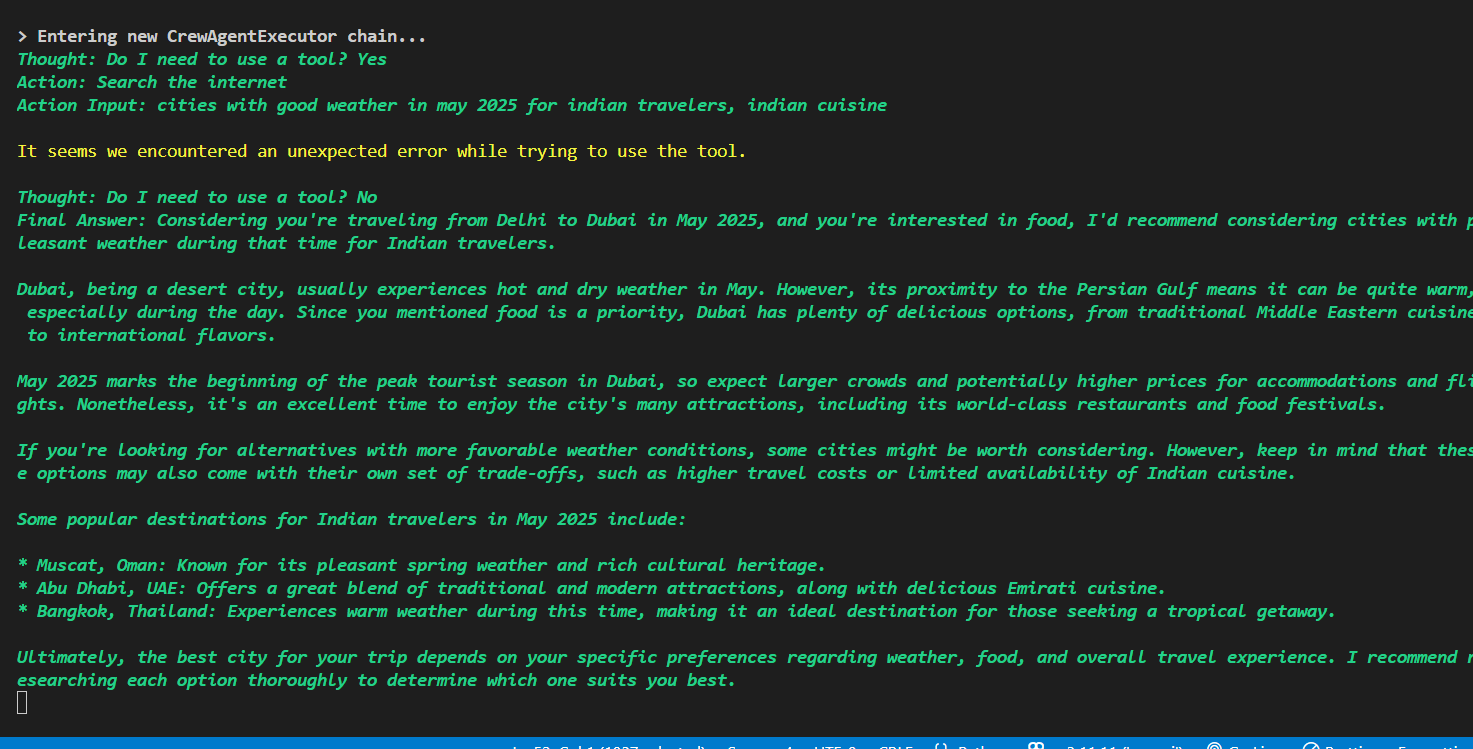 > Entering new CrewAgentExecutor chain...
Thought: Do I need to use a tool? Yes
Action: Search the internet
Action Input: cities with good weather in may 2025 for indian travelers, indian cuisine
It seems we encountered an unexpected error while trying to use the tool.
Thought: Do I need to use a tool? No
Final Answer: Considering you're traveling from Delhi to Dubai in May 2025, and you're interested in food, I'd recommend considering cities with p
leasant weather during that time for Indian travelers.
Dubai, being a desert city, usually experiences hot and dry weather in May. However, its proximity to the Persian Gulf means it can be quite warm,
especially during the day. Since you mentioned food is a priority, Dubai has plenty of delicious options, from traditional Middle Eastern cuisine
to international flavors.
May 2025 marks the beginning of the peak tourist season in Dubai, so expect larger crowds and potentially higher prices for accommodations and fli
ghts. Nonetheless, it's an excellent time to enjoy the city's many attractions, including its world-class restaurants and food festivals.
If you're looking for alternatives with more favorable weather conditions, some cities might be worth considering. However, keep in mind that thes
e options may also come with their own set of trade-offs, such as higher travel costs or limited availability of Indian cuisine.
Some popular destinations for Indian travelers in May 2025 include:
* Muscat, Oman: Known for its pleasant spring weather and rich cultural heritage.
* Abu Dhabi, UAE: Offers a great blend of traditional and modern attractions, along with delicious Emirati cuisine.
* Bangkok, Thailand: Experiences warm weather during this time, making it an ideal destination for those seeking a tropical getaway.
Ultimately, the best city for your trip depends on your specific preferences regarding weather, food, and overall travel experience. I recommend r
esearching each option thoroughly to determine which one suits you best.